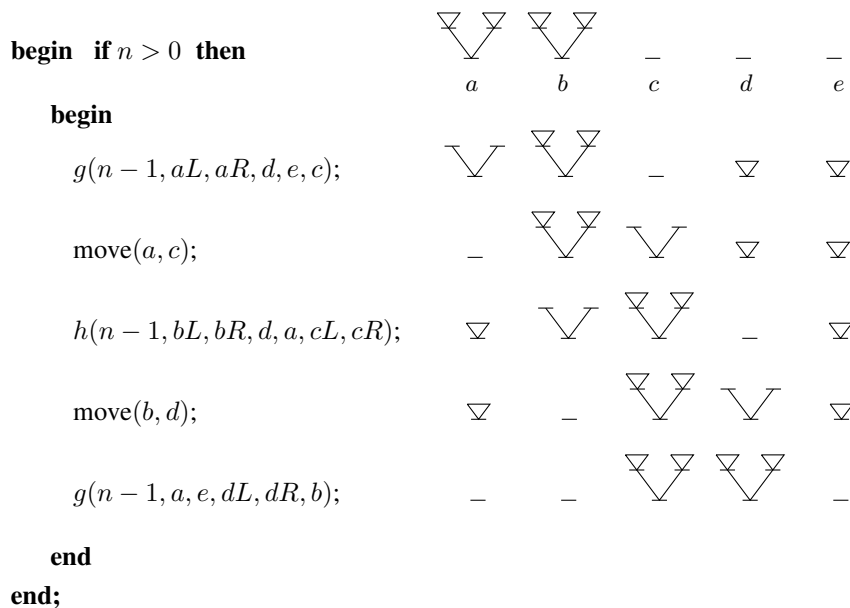 begin if n > 0 then
a b c d e
begin
g(n − 1, aL, aR, d, e, c);
move(a, c);
h(n − 1, bL, bR, d, a, cL, cR);
move(b, d);
g(n − 1, a, e, dL, dR, b);
end
end;